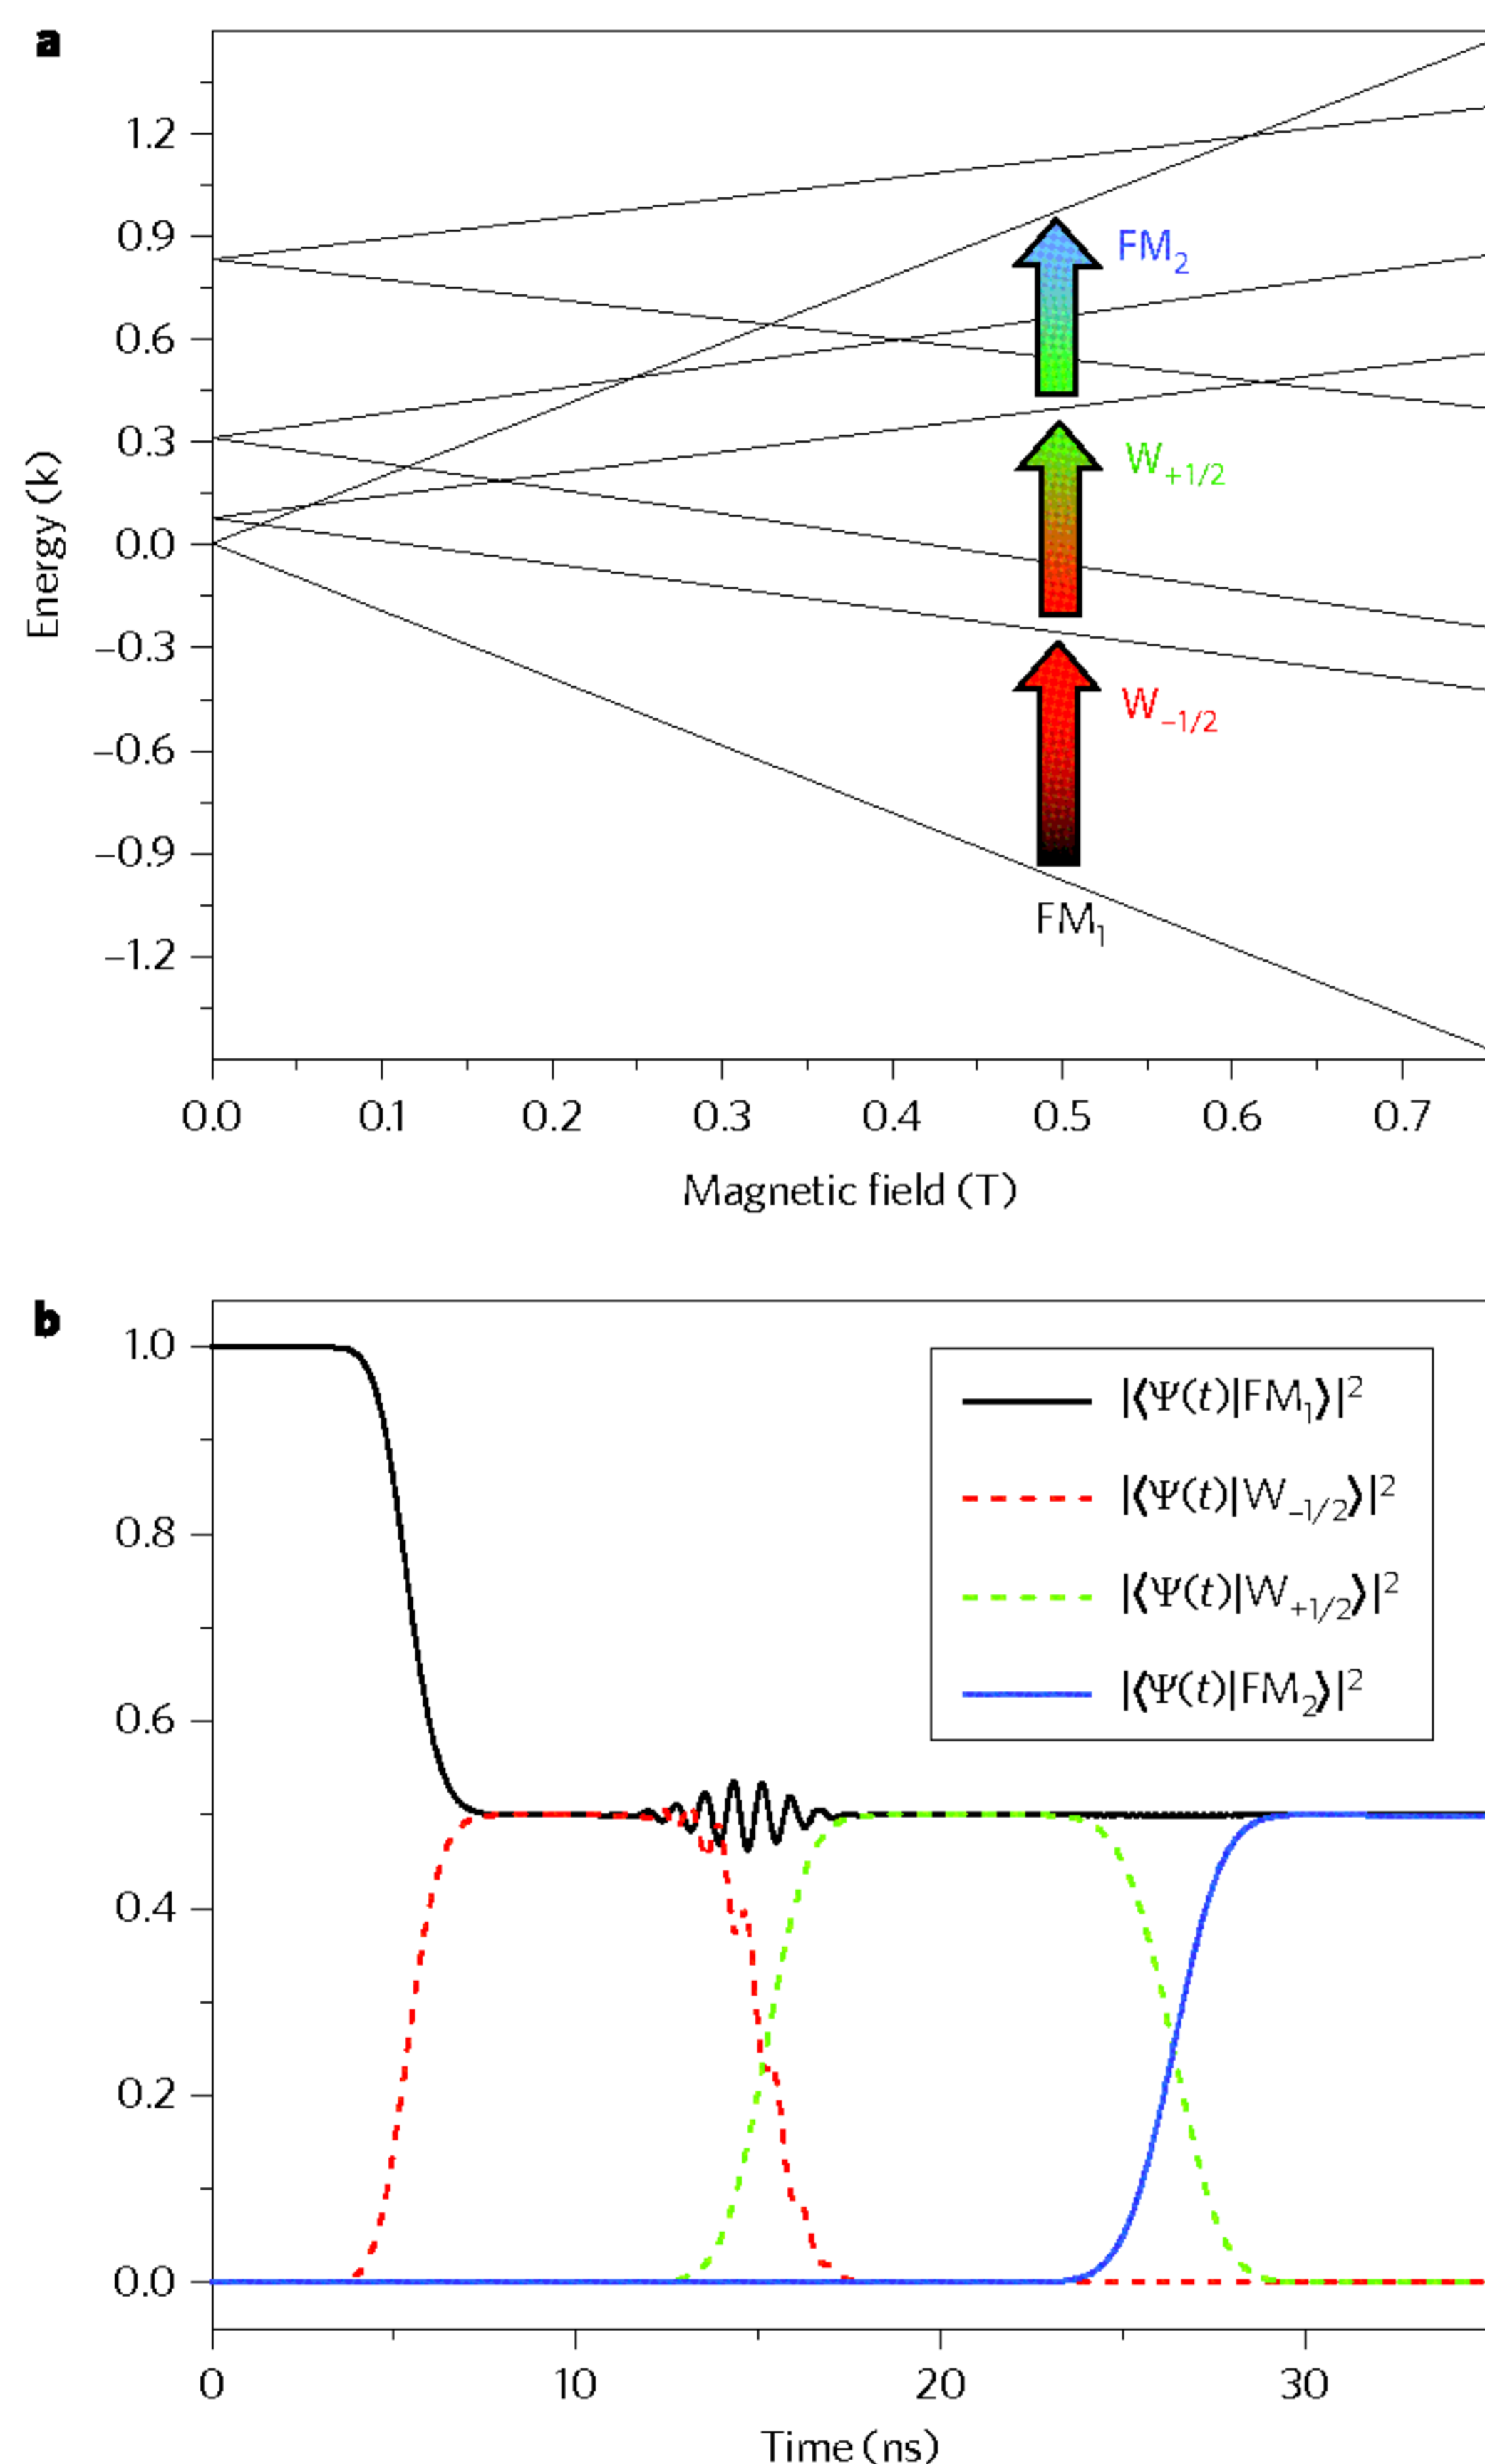 a
1.2
0.9
0.6
0.3
0.0
−0.3
−0.6
−0.9
−1.2
Energy (k)
FM₂
W₊₁/₂
W₋₁/₂
FM₁
0.0 0.1 0.2 0.3 0.4 0.5 0.6 0.7
Magnetic field (T)
b
1.0
0.8
0.6
0.4
0.2
0.0
|⟨Ψ(t)|FM₁⟩|²
|⟨Ψ(t)|W₋₁/₂⟩|²
|⟨Ψ(t)|W₊₁/₂⟩|²
|⟨Ψ(t)|FM₂⟩|²
0 10 20 30
Time (ns)